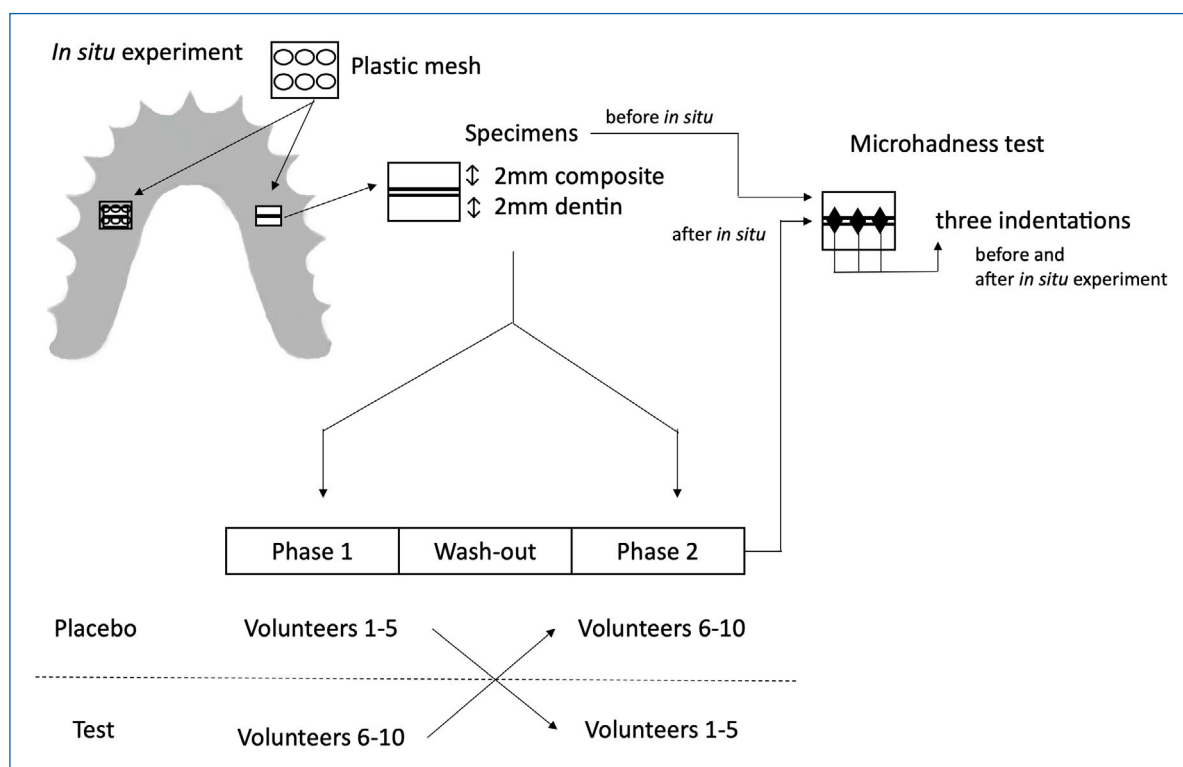 In situ experiment
Plastic mesh
Specimens
before in situ
2mm composite
2mm dentin
Microhadness test
after in situ
three indentations
before and
after in situ experiment
Phase 1
Wash-out
Phase 2
Placebo
Volunteers 1-5
Volunteers 6-10
Test
Volunteers 6-10
Volunteers 1-5